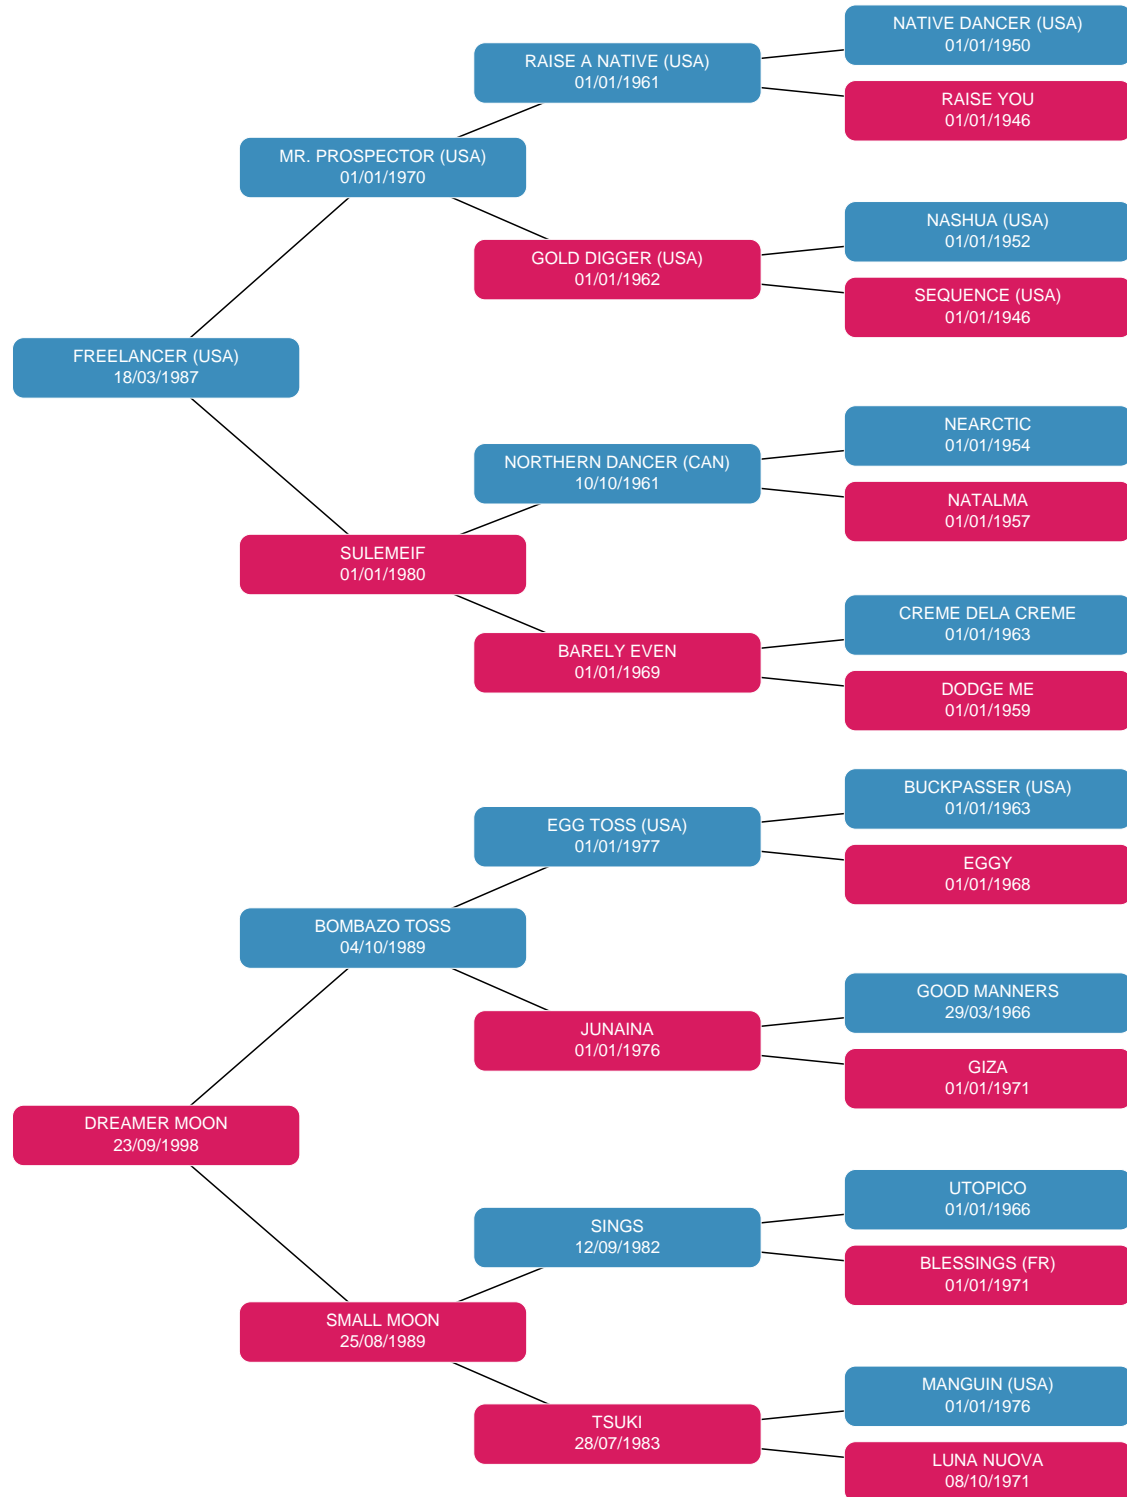 NATIVE DANCER (USA)
01/01/1950
RAISE A NATIVE (USA)
01/01/1961
RAISE YOU
01/01/1946
MR. PROSPECTOR (USA)
01/01/1970
NASHUA (USA)
01/01/1952
GOLD DIGGER (USA)
01/01/1962
SEQUENCE (USA)
01/01/1946
FREELANCER (USA)
18/03/1987
NEARCTIC
01/01/1954
NORTHERN DANCER (CAN)
10/10/1961
NATALMA
01/01/1957
SULEMEIF
01/01/1980
CREME DELA CREME
01/01/1963
BARELY EVEN
01/01/1969
DODGE ME
01/01/1959
BUCKPASSER (USA)
01/01/1963
EGG TOSS (USA)
01/01/1977
EGGY
01/01/1968
BOMBAZO TOSS
04/10/1989
GOOD MANNERS
29/03/1966
JUNAINA
01/01/1976
GIZA
01/01/1971
DREAMER MOON
23/09/1998
UTOPICO
01/01/1966
SINGS
12/09/1982
BLESSINGS (FR)
01/01/1971
SMALL MOON
25/08/1989
MANGUIN (USA)
01/01/1976
TSUKI
28/07/1983
LUNA NUOVA
08/10/1971